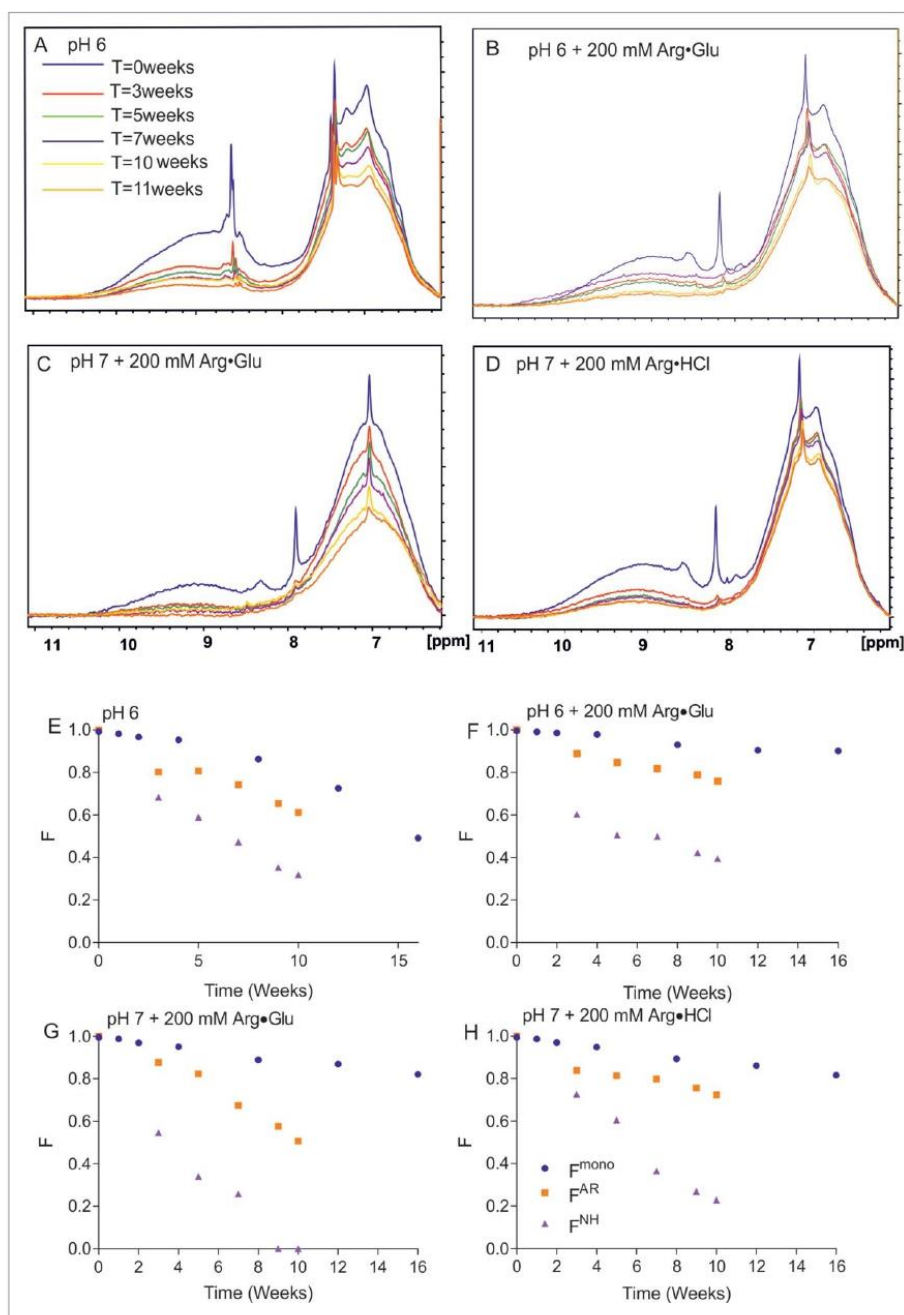 A pH 6
T=0weeks
T=3weeks
T=5weeks
T=7weeks
T=10 weeks
T=11weeks
B pH 6 + 200 mM Arg•Glu
11 10 9 8 7
C pH 7 + 200 mM Arg•Glu
11 10 9 8 7 [ppm]
D pH 7 + 200 mM Arg•HCl
11 10 9 8 7 [ppm]
E pH 6
1.0
0.8
0.6
0.4
0.2
0.0
F
0 5 10 15
Time (Weeks)
F pH 6 + 200 mM Arg•Glu
1.0
0.8
0.6
0.4
0.2
0.0
F
0 2 4 6 8 10 12 14 16
Time (Weeks)
G pH 7 + 200 mM Arg•Glu
1.0
0.8
0.6
0.4
0.2
0.0
F
0 2 4 6 8 10 12 14 16
Time (Weeks)
H pH 7 + 200 mM Arg•HCl
1.0
0.8
0.6
0.4
0.2
0.0
F
F^mono
F^AR
F^NH
0 2 4 6 8 10 12 14 16
Time (Weeks)